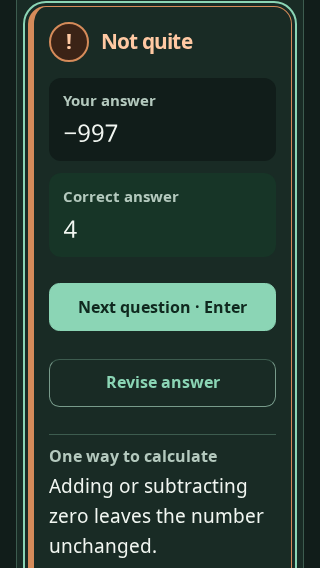 !
Not quite
Your answer
−997
Correct answer
4
Next question · Enter
Revise answer
One way to calculate
Adding or subtracting
zero leaves the number
unchanged.